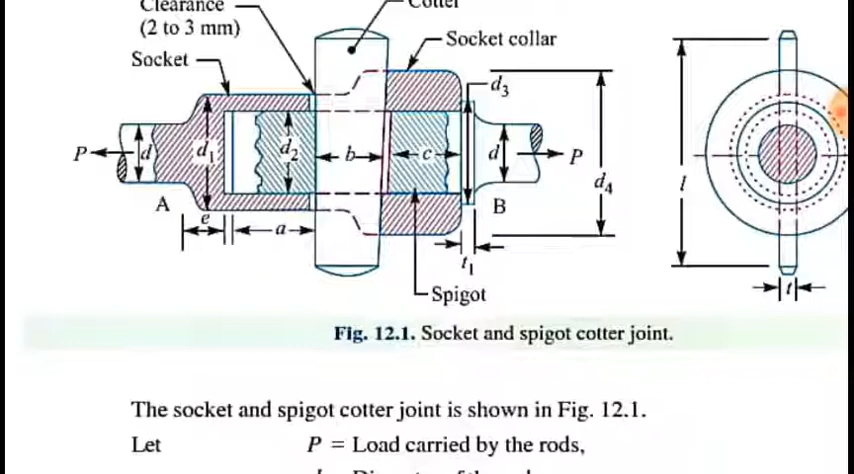 Clearance
Cotter
(2 to 3 mm)
Socket collar
Socket
d3
P
d
d1
d2
b
c
d
P
d4
l
A
B
e
a
t1
t
Spigot
Fig. 12.1. Socket and spigot cotter joint.
The socket and spigot cotter joint is shown in Fig. 12.1.
Let P = Load carried by the rods,